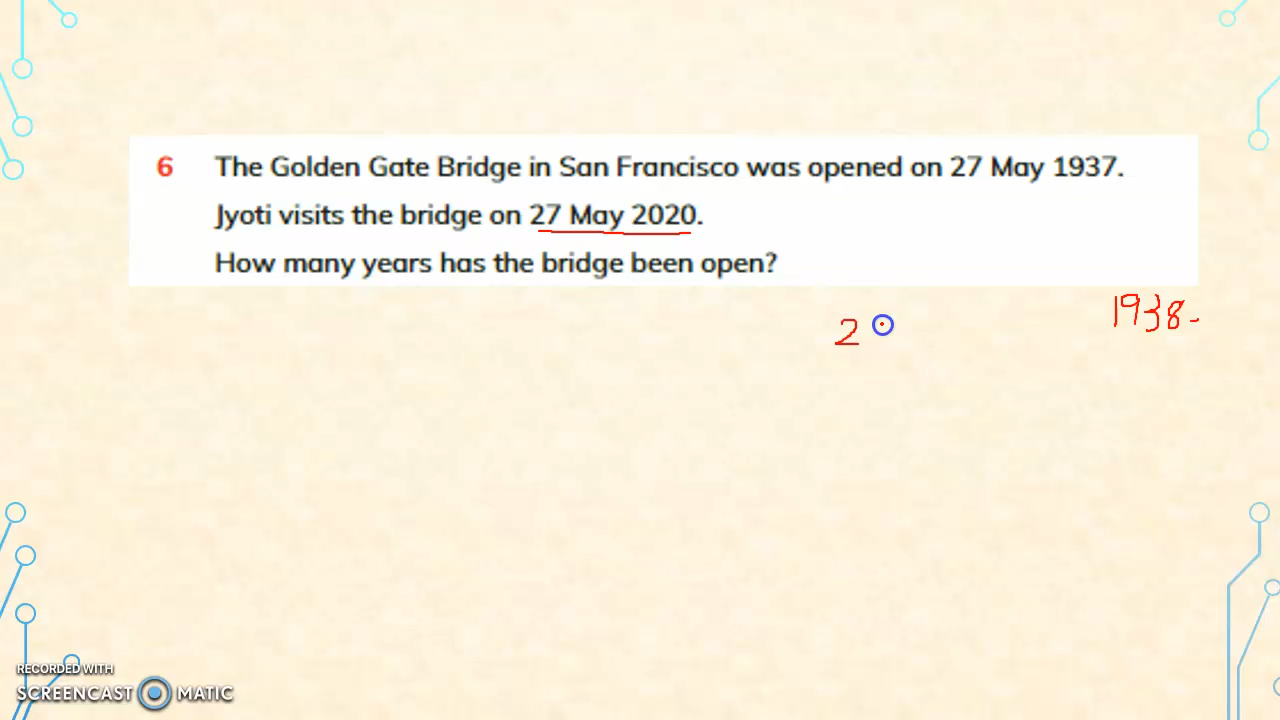 6 The Golden Gate Bridge in San Francisco was opened on 27 May 1937.
Jyoti visits the bridge on 27 May 2020.
How many years has the bridge been open?
1938-
2
RECORDED WITH
SCREENCAST MATIC